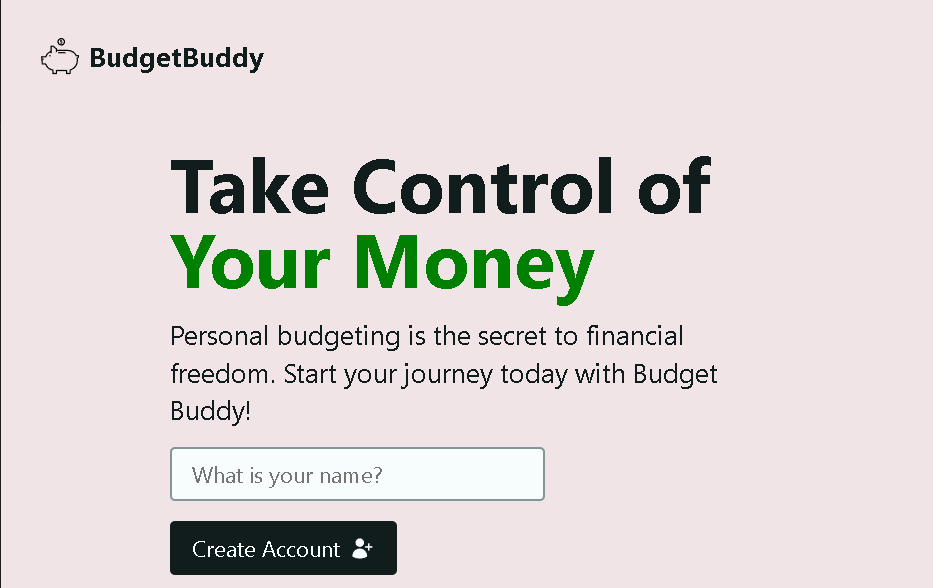 BudgetBuddy
Take Control of
Your Money
Personal budgeting is the secret to financial
freedom. Start your journey today with Budget
Buddy!
What is your name?
Create Account